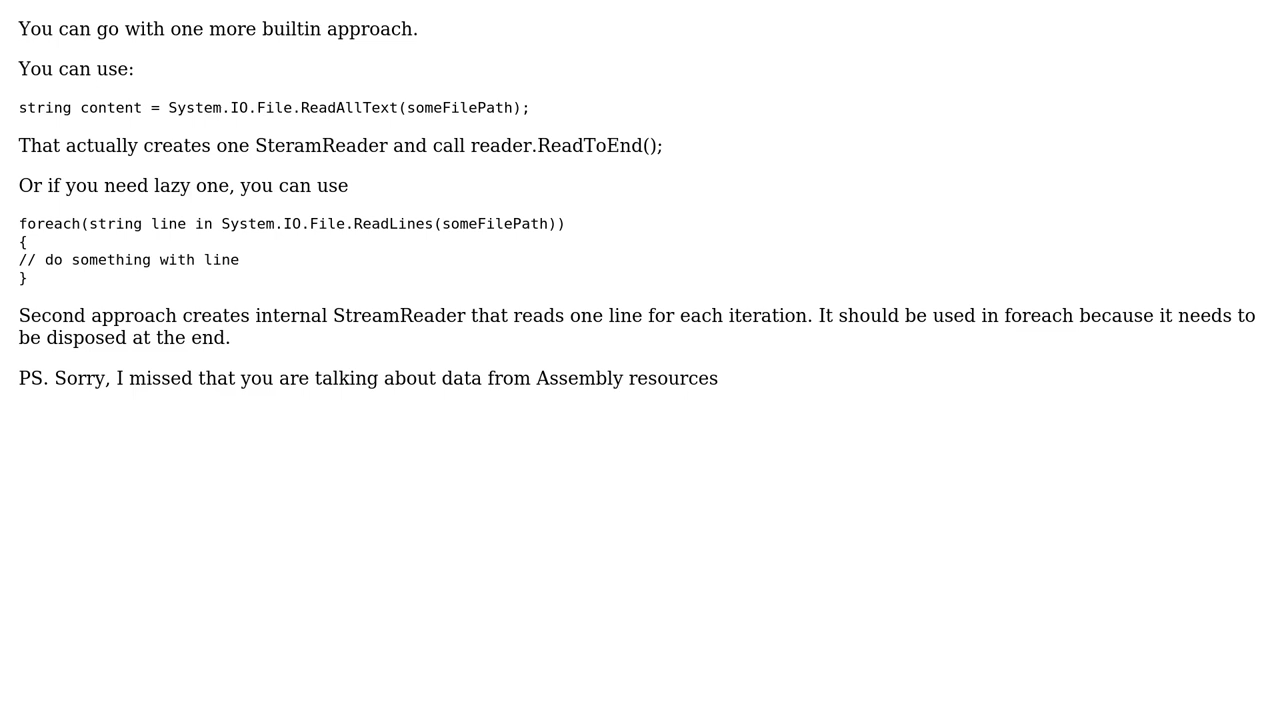 You can go with one more builtin approach.
You can use:
string content = System.IO.File.ReadAllText(someFilePath);
That actually creates one SteramReader and call reader.ReadToEnd();
Or if you need lazy one, you can use
foreach(string line in System.IO.File.ReadLines(someFilePath))
{
// do something with line
}
Second approach creates internal StreamReader that reads one line for each iteration. It should be used in foreach because it needs to
be disposed at the end.
PS. Sorry, I missed that you are talking about data from Assembly resources